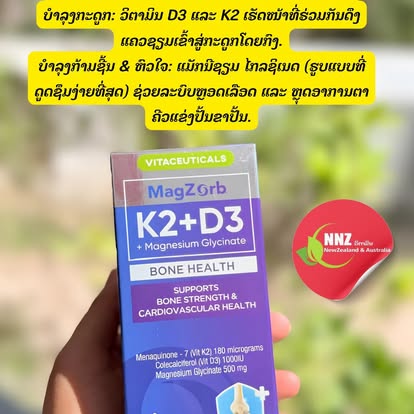 ບຳລຸງກະດູກ: ວິຕາມິນ D3 ແລະ K2 ເຮັດໜ້າທີ່ຮ່ວມກັນດຶງ
ແຄວຊຽມເຂົ້າສູ່ກະດູກໂດຍກົງ.
ບຳລຸງກ້າມຊີ້ນ & ຫົວໃຈ: ແມັກນີຊຽມ ໄກລຊີເນດ (ຮູບແບບທີ່
ດູດຊຶມງ່າຍທີ່ສຸດ) ຊ່ວຍລະບົບຫຼອດເລືອດ ແລະ ຫຼຸດອາການຕາ
ຄີວແຂ່ງປັ້ນຂາປັ້ນ.
VITACEUTICALS
MagZorb
K2+D3
+ Magnesium Glycinate
BONE HEALTH
SUPPORTS
BONE STRENGTH &
CARDIOVASCULAR HEALTH
Menaquinone - 7 (Vit K2) 180 micrograms
Colecalciferol (Vit D3) 1000IU
Magnesium Glycinate 500 mg
NNZ ວິຕາມິນ
NewZealand & Australia